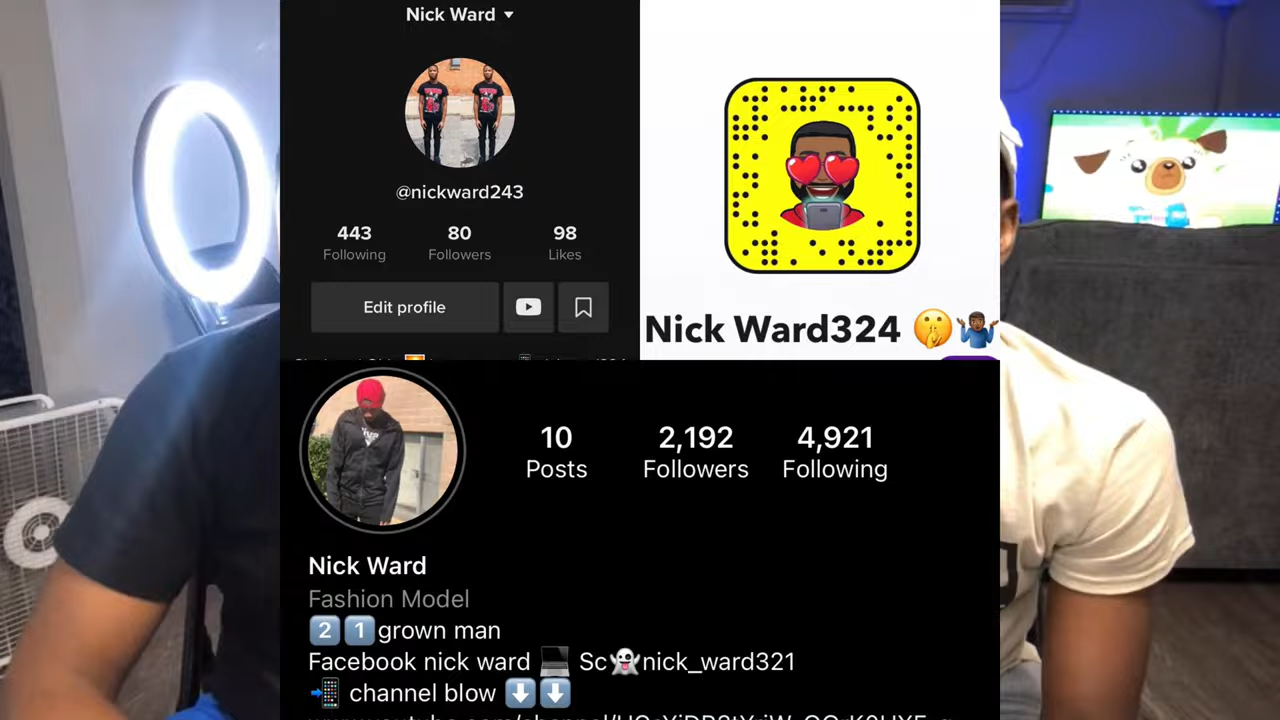 Nick Ward
@nickward243
443 80 98
Following Followers Likes
Edit profile
Nick Ward324 🤫🤷🏾‍♂️
10 2,192 4,921
Posts Followers Following
Nick Ward
Fashion Model
2️⃣1️⃣grown man
Facebook nick ward 💻 Sc👻nick_ward321
📲 channel blow ⬇️⬇️